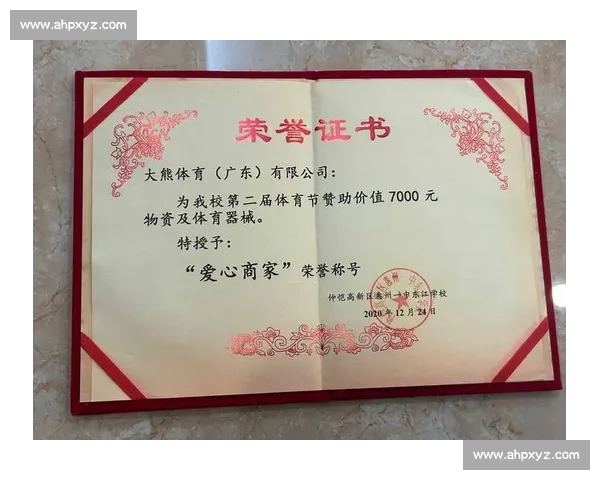 www.ahpxyz.com
荣誉证书
大熊体育（广东）有限公司：
为我校第二届体育节赞助价值7000元
物资及体育器械。
特授予：
“爱心商家”荣誉称号
仲恺高新区惠州一中东江学校
2020年12月24日
www.ahpxyz.com